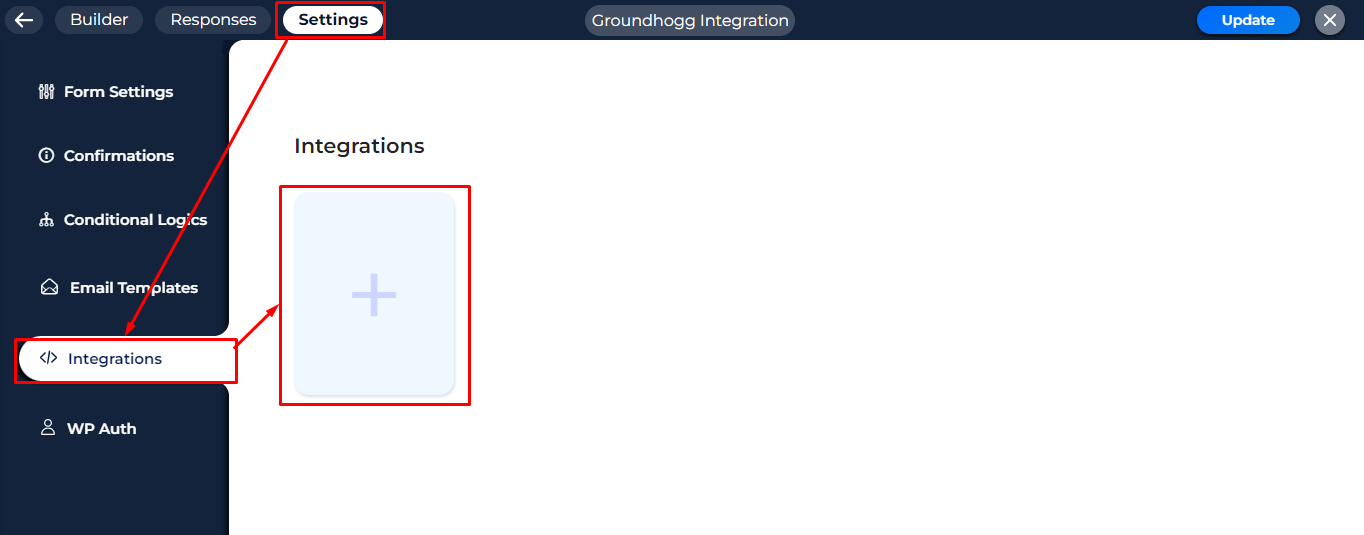 Builder
Responses
Settings
Groundhogg Integration
Update
Form Settings
Confirmations
Conditional Logics
Email Templates
Integrations
WP Auth
Integrations